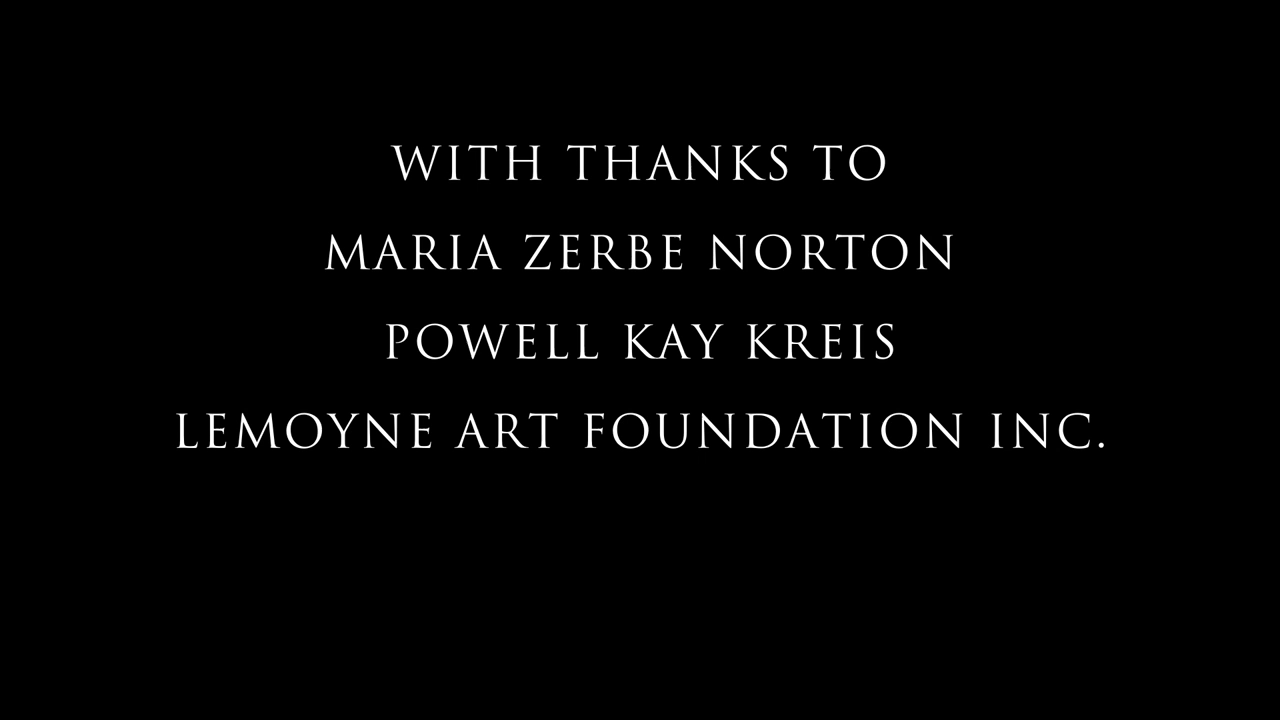 WITH THANKS TO
MARIA ZERBE NORTON
POWELL KAY KREIS
LEMOYNE ART FOUNDATION INC.